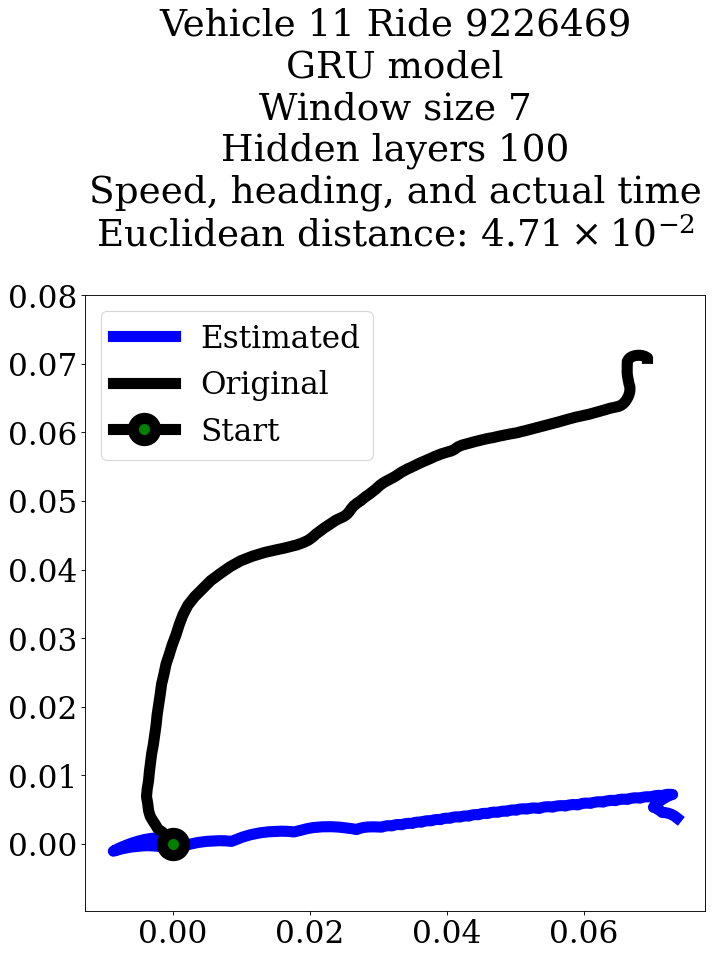 Vehicle 11 Ride 9226469
GRU model
Window size 7
Hidden layers 100
Speed, heading, and actual time
Euclidean distance: 4.71 × 10⁻²
0.08
0.07
0.06
0.05
0.04
0.03
0.02
0.01
0.00
Estimated
Original
Start
0.00 0.02 0.04 0.06